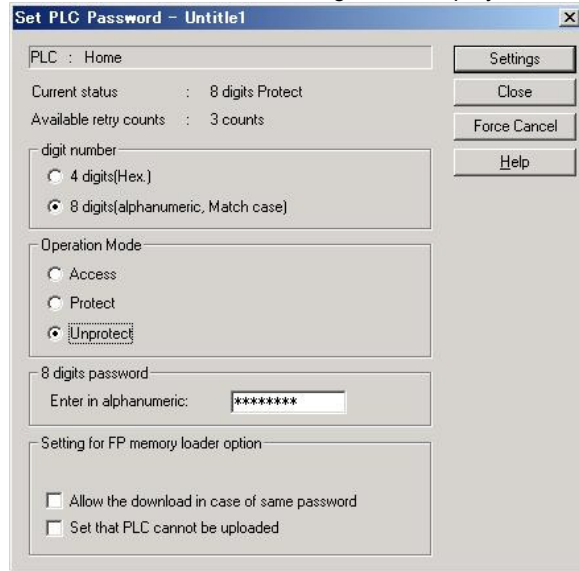 Set PLC Password - Untitle1
PLC : Home
Settings
Current status : 8 digits Protect
Close
Available retry counts : 3 counts
Force Cancel
digit number
Help
4 digits(Hex.)
8 digits(alphanumeric, Match case)
Operation Mode
Access
Protect
Unprotect
8 digits password
Enter in alphanumeric: ********
Setting for FP memory loader option
Allow the download in case of same password
Set that PLC cannot be uploaded